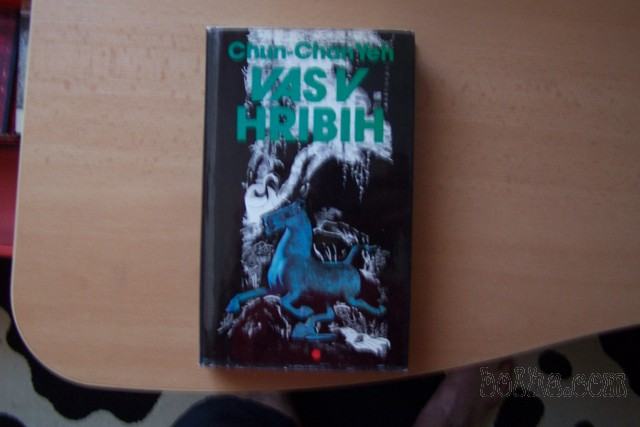 Chun-Chan Yeh
VAS V
HRIBIH
bolha.com